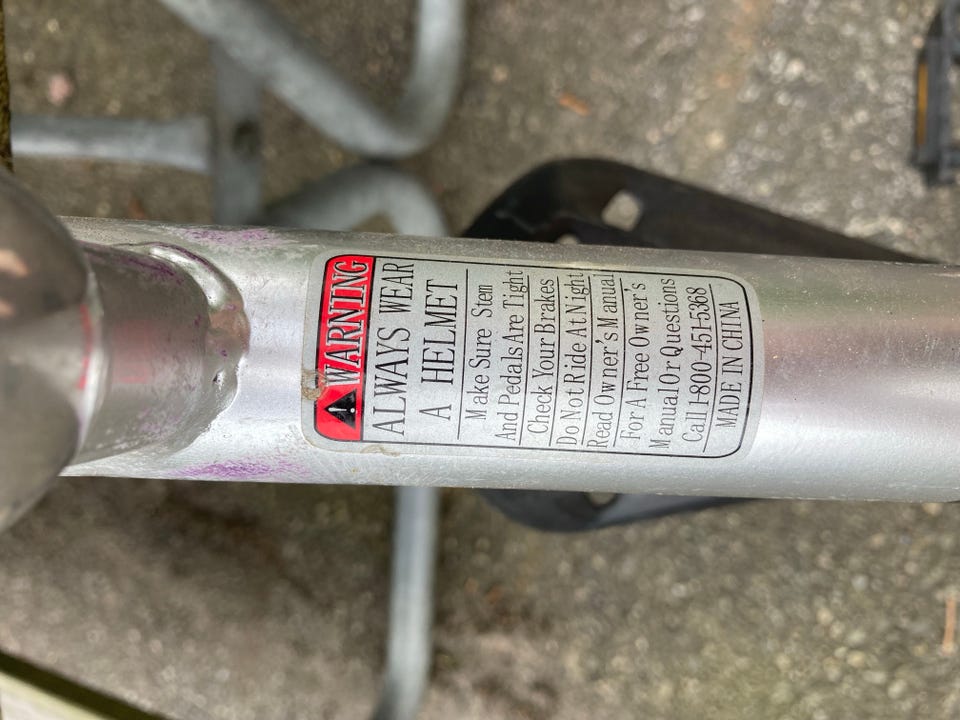 WARNING
ALWAYS WEAR
A HELMET
Make Sure Stem
And Pedals Are Tight
Check Your Brakes
Do Not Ride At Night
Read Owner's Manual
For A Free Owner's
Manual Or Questions
Call 1-800-451-5368
MADE IN CHINA